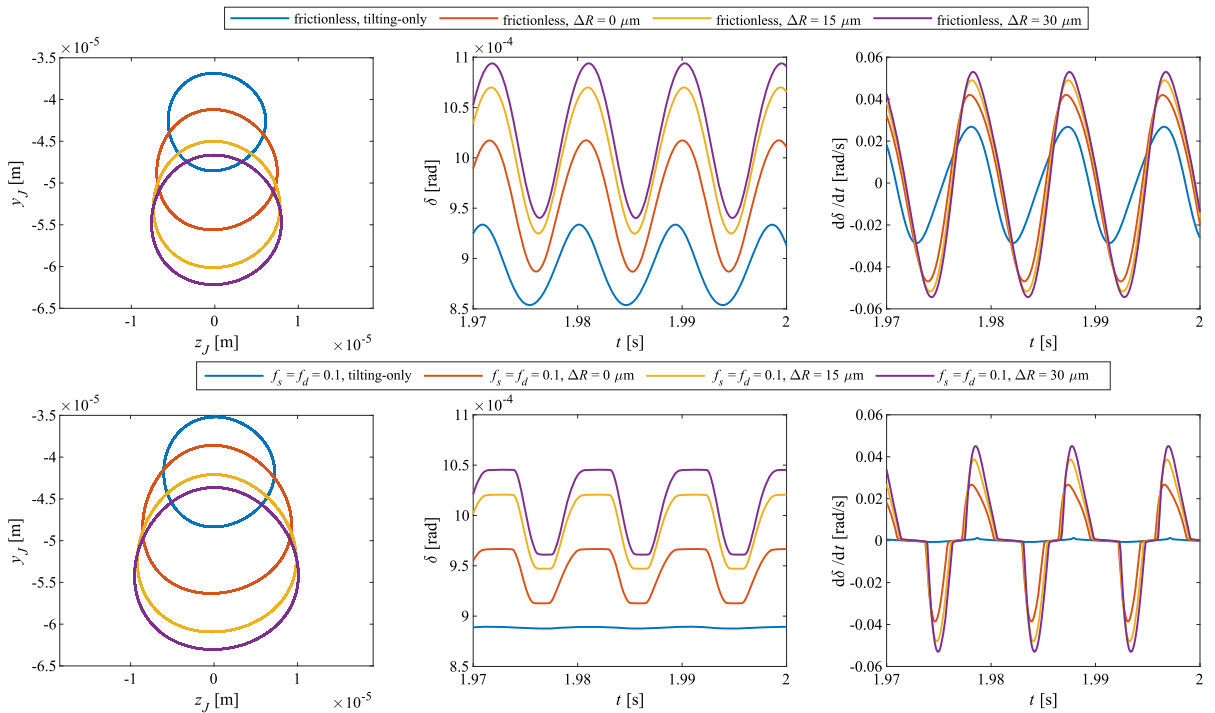 frictionless, tilting-only frictionless, ΔR = 0 μm frictionless, ΔR = 15 μm frictionless, ΔR = 30 μm
×10⁻⁵
-3.5
-4
-4.5
-5
-5.5
-6
-6.5
y_J [m]
-1 0 1
z_J [m]
×10⁻⁵
×10⁻⁴
11
10.5
10
9.5
9
8.5
δ [rad]
1.97 1.98 1.99 2
t [s]
0.06
0.04
0.02
0
-0.02
-0.04
-0.06
dδ/dt [rad/s]
1.97 1.98 1.99 2
t [s]
f_s = f_d = 0.1, tilting-only f_s = f_d = 0.1, ΔR = 0 μm f_s = f_d = 0.1, ΔR = 15 μm f_s = f_d = 0.1, ΔR = 30 μm
×10⁻⁵
-3.5
-4
-4.5
-5
-5.5
-6
-6.5
y_J [m]
-1 0 1
z_J [m]
×10⁻⁵
×10⁻⁴
11
10.5
10
9.5
9
8.5
δ [rad]
1.97 1.98 1.99 2
t [s]
0.06
0.04
0.02
0
-0.02
-0.04
-0.06
dδ/dt [rad/s]
1.97 1.98 1.99 2
t [s]